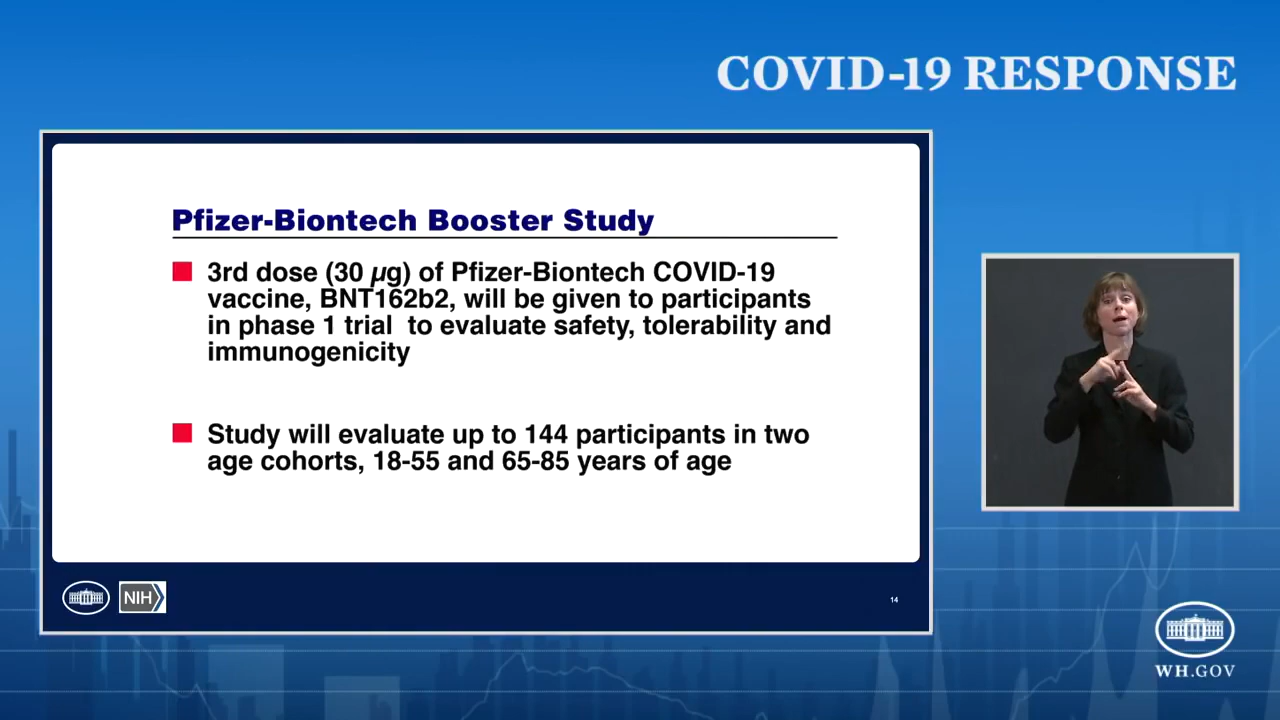 COVID-19 RESPONSE
Pfizer-Biontech Booster Study
3rd dose (30 µg) of Pfizer-Biontech COVID-19
vaccine, BNT162b2, will be given to participants
in phase 1 trial  to evaluate safety, tolerability and
immunogenicity
Study will evaluate up to 144 participants in two
age cohorts, 18-55 and 65-85 years of age
NIH
14
WH.GOV